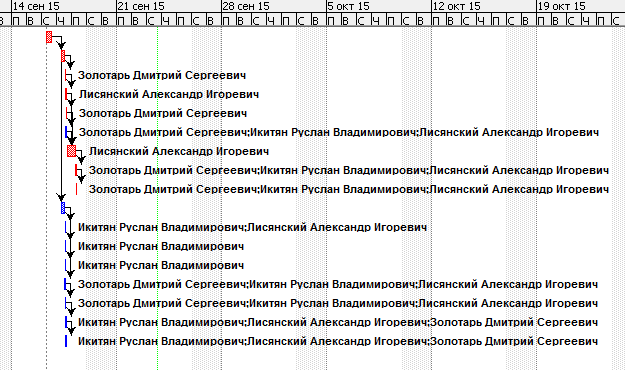 14 сен 15 21 сен 15 28 сен 15 5 окт 15 12 окт 15 19 окт 15
В П В С Ч П С В П В С Ч П С В П В С Ч П С В П В С Ч П С В П В С Ч П С В П В С Ч П С
Золотарь Дмитрий Сергеевич
Лисянский Александр Игоревич
Золотарь Дмитрий Сергеевич
Золотарь Дмитрий Сергеевич;Икитян Руслан Владимирович;Лисянский Александр Игоревич
Лисянский Александр Игоревич
Золотарь Дмитрий Сергеевич;Икитян Руслан Владимирович;Лисянский Александр Игоревич
Золотарь Дмитрий Сергеевич;Икитян Руслан Владимирович;Лисянский Александр Игоревич
Икитян Руслан Владимирович;Лисянский Александр Игоревич
Икитян Руслан Владимирович
Икитян Руслан Владимирович
Золотарь Дмитрий Сергеевич;Икитян Руслан Владимирович;Лисянский Александр Игоревич
Золотарь Дмитрий Сергеевич;Икитян Руслан Владимирович;Лисянский Александр Игоревич
Икитян Руслан Владимирович;Лисянский Александр Игоревич;Золотарь Дмитрий Сергеевич
Икитян Руслан Владимирович;Лисянский Александр Игоревич;Золотарь Дмитрий Сергеевич